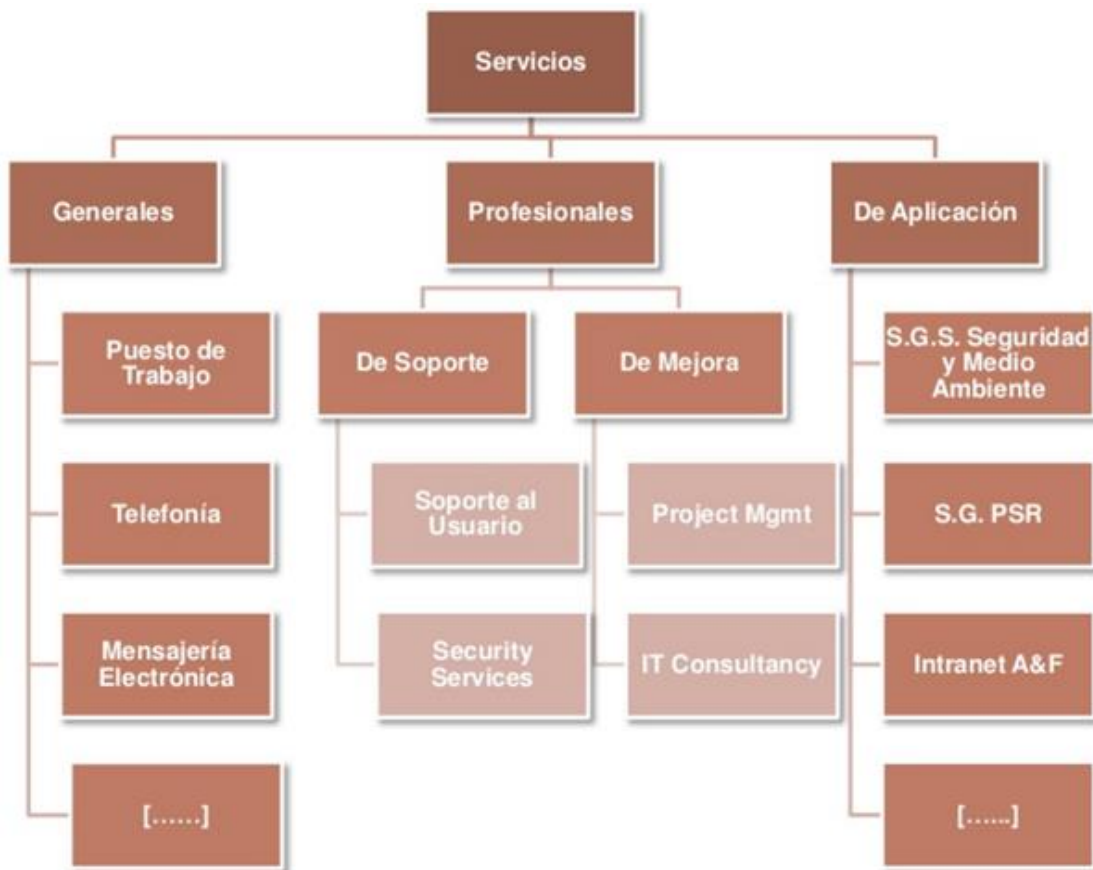 Servicios
Generales
Profesionales
De Aplicación
Puesto de
Trabajo
De Soporte
De Mejora
S.G.S. Seguridad
y Medio
Ambiente
Telefonía
Soporte al
Usuario
Project Mgmt
S.G. PSR
Mensajería
Electrónica
Security
Services
IT Consultancy
Intranet A&F
[……]
[…...]